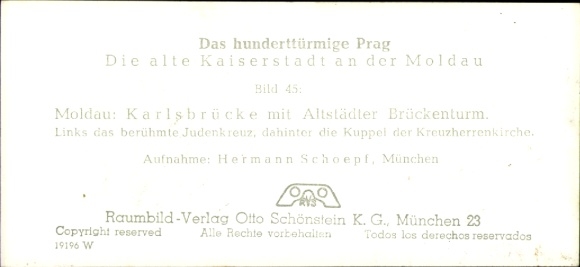 Das hunderttürmige Prag
Die alte Kaiserstadt an der Moldau
Bild 45:
Moldau: Karlsbrücke mit Altstädter Brückenturm.
Links das berühmte Judenkreuz, dahinter die Kuppel der Kreuzherrenkirche.
Aufnahme: Hermann Schoepf, München
RVS
Raumbild-Verlag Otto Schönstein K. G., München 23
Copyright reserved Alle Rechte vorbehalten Todos los derechos reservados
19196 W